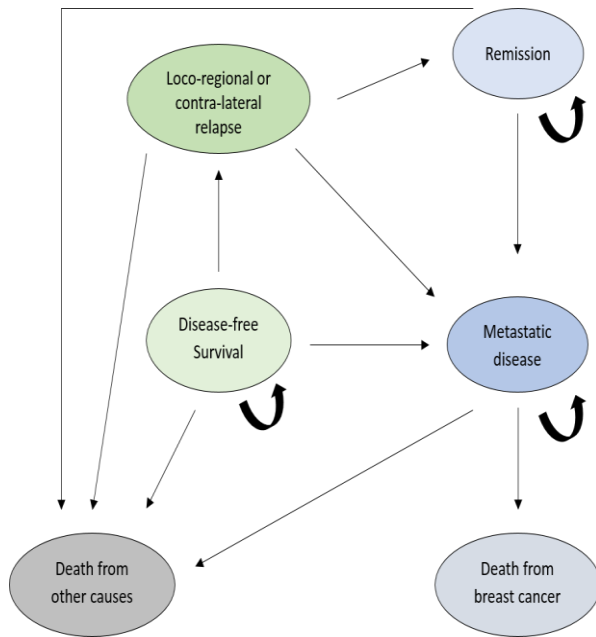 Remission
Loco-regional or
contra-lateral
relapse
Disease-free
Survival
Metastatic
disease
Death from
other causes
Death from
breast cancer